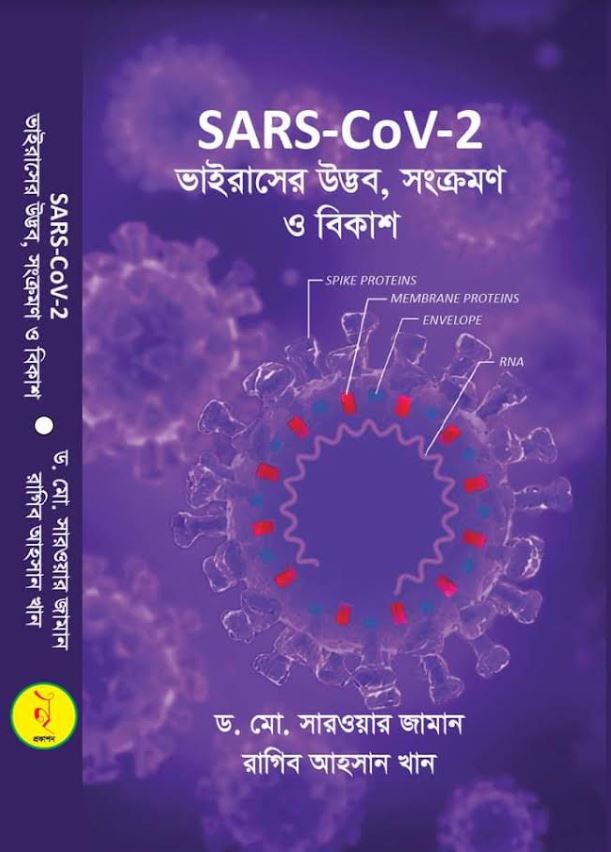 SARS-CoV-2
ভাইরাসের উদ্ভব, সংক্রমণ
ও বিকাশ
SPIKE PROTEINS
MEMBRANE PROTEINS
ENVELOPE
RNA
ড. মো. সারওয়ার জামান
রাগিব আহসান খান
SARS-CoV-2
ভাইরাসের উদ্ভব, সংক্রমণ ও বিকাশ
ড. মো. সারওয়ার জামান
রাগিব আহসান খান
প্রকাশন